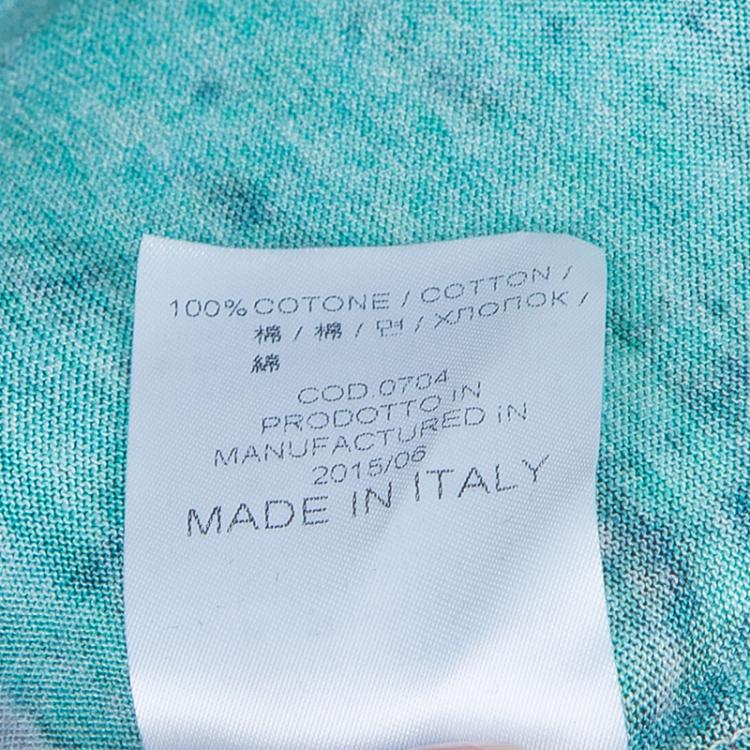 100% COTONE / COTTON /
棉 / 棉 / 면 / ХЛОПОК /
綿
COD.0704
PRODOTTO IN
MANUFACTURED IN
2015/06
MADE IN ITALY